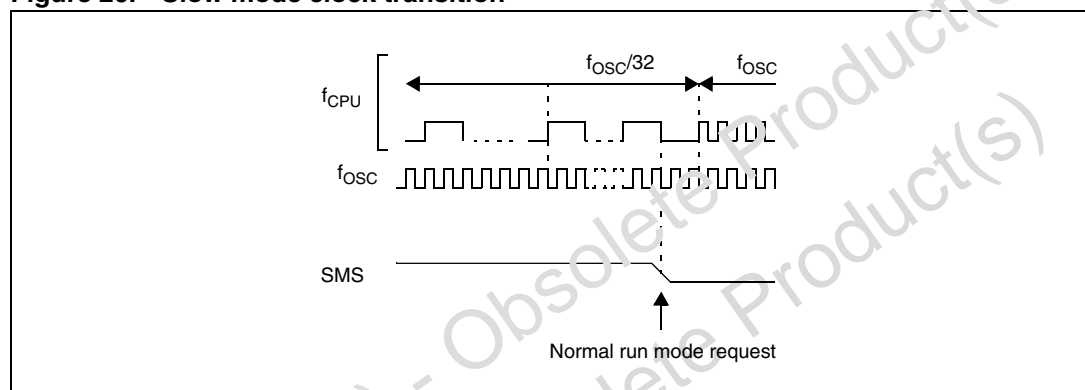 Figure 20. Slow mode clock transition
fOSC/32
fOSC
fCPU
fOSC
SMS
Normal run mode request
Product(s)
) - Obsolete Product(s)
Obsolete Product(s)